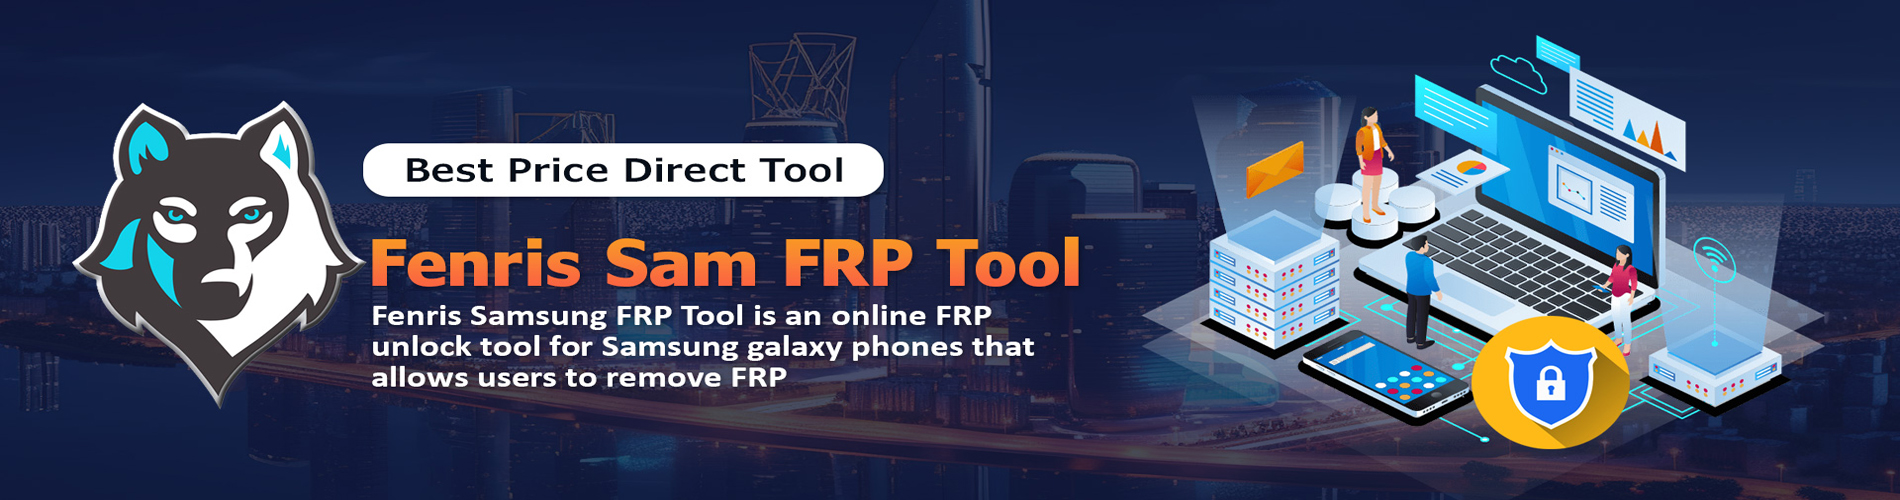 Best Price Direct Tool
Fenris Sam FRP Tool
Fenris Samsung FRP Tool is an online FRP
unlock tool for Samsung galaxy phones that
allows users to remove FRP